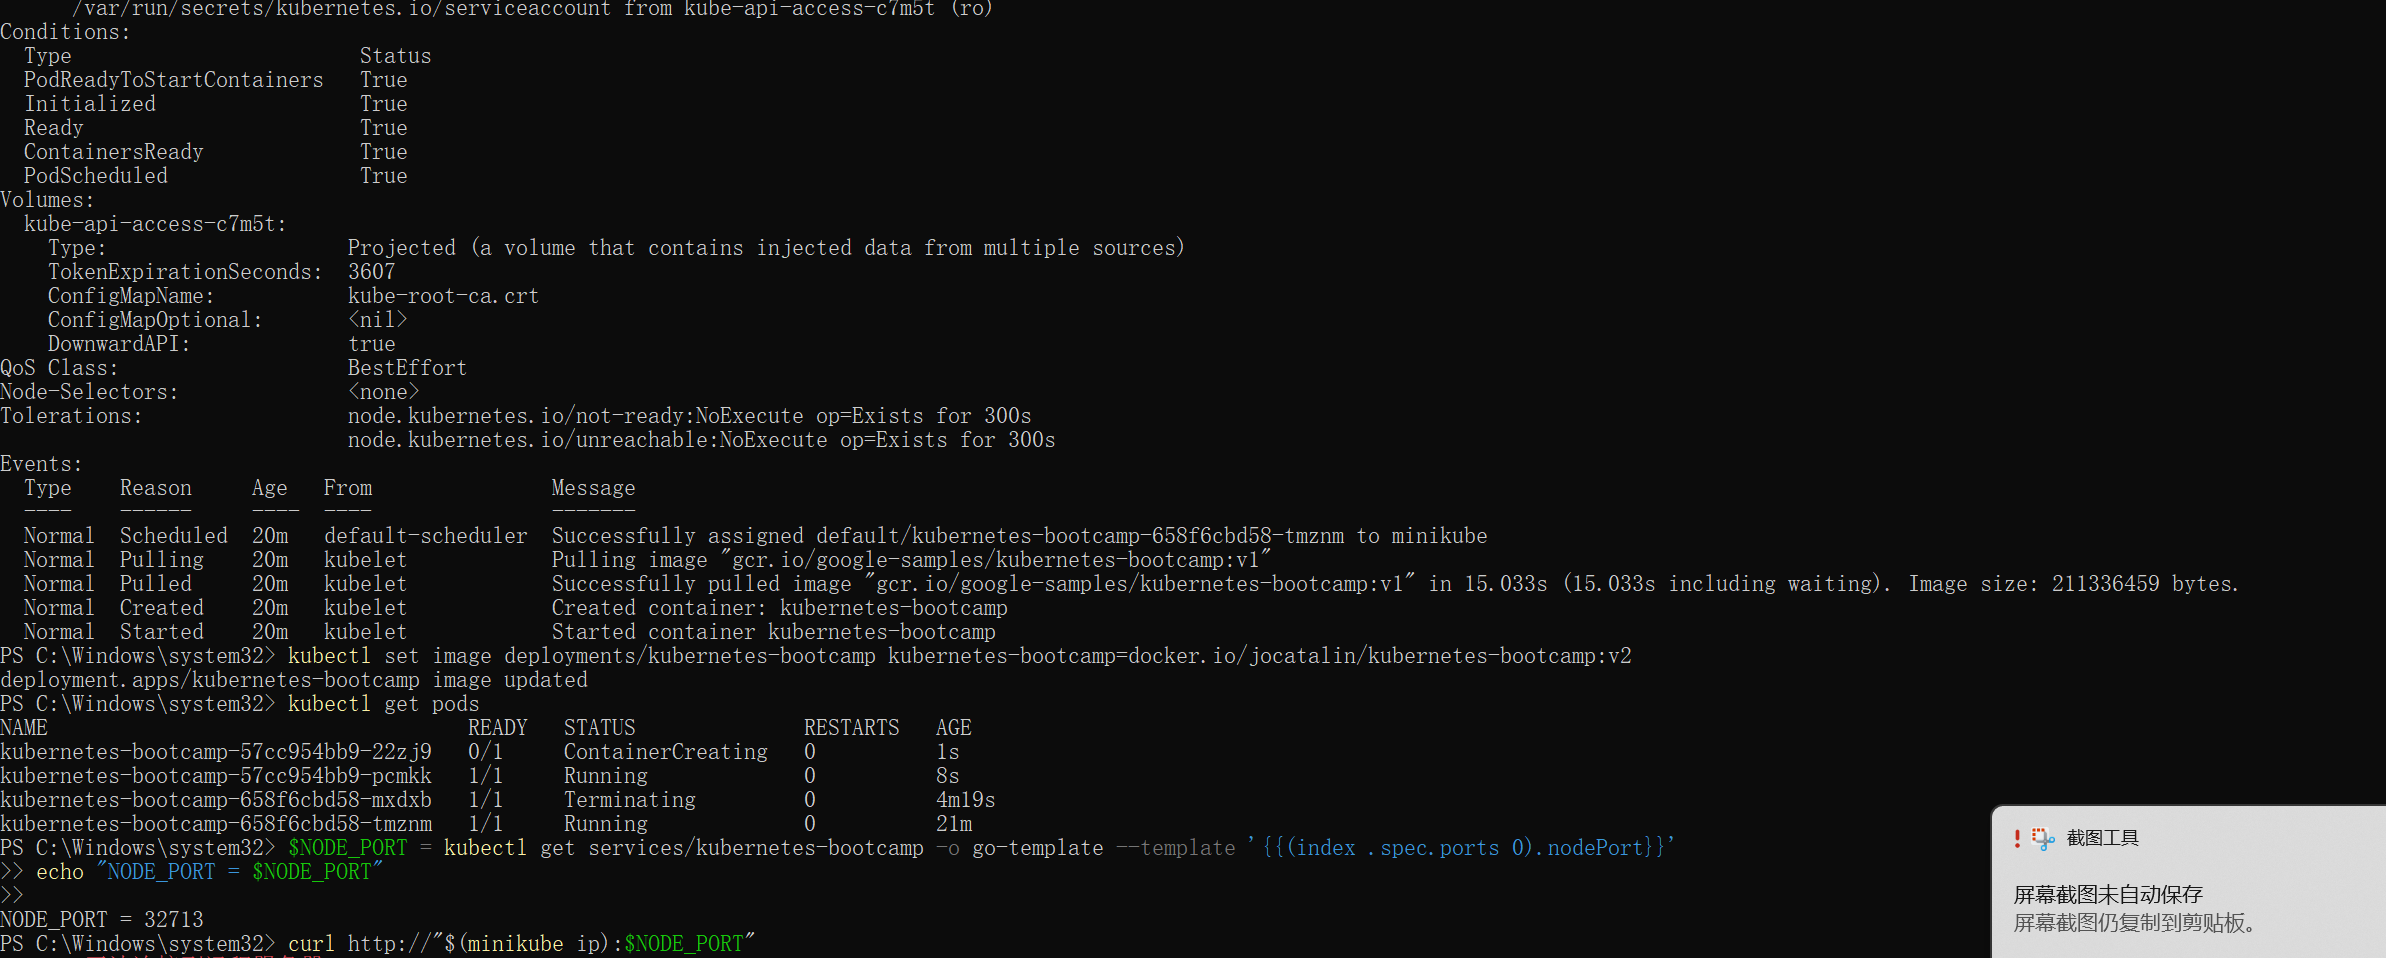 /var/run/secrets/kubernetes.io/serviceaccount from kube-api-access-c7m5t (ro)
Conditions:
  Type                        Status
  PodReadyToStartContainers   True
  Initialized                 True
  Ready                       True
  ContainersReady             True
  PodScheduled                True
Volumes:
  kube-api-access-c7m5t:
    Type:                    Projected (a volume that contains injected data from multiple sources)
    TokenExpirationSeconds:  3607
    ConfigMapName:           kube-root-ca.crt
    ConfigMapOptional:       <nil>
    DownwardAPI:             true
QoS Class:                   BestEffort
Node-Selectors:              <none>
Tolerations:                 node.kubernetes.io/not-ready:NoExecute op=Exists for 300s
                             node.kubernetes.io/unreachable:NoExecute op=Exists for 300s
Events:
  Type    Reason     Age   From               Message
  ----    ------     ----  ----               -------
  Normal  Scheduled  20m   default-scheduler  Successfully assigned default/kubernetes-bootcamp-658f6cbd58-tmznm to minikube
  Normal  Pulling    20m   kubelet            Pulling image "gcr.io/google-samples/kubernetes-bootcamp:v1"
  Normal  Pulled     20m   kubelet            Successfully pulled image "gcr.io/google-samples/kubernetes-bootcamp:v1" in 15.033s (15.033s including waiting). Image size: 211336459 bytes.
  Normal  Created    20m   kubelet            Created container: kubernetes-bootcamp
  Normal  Started    20m   kubelet            Started container kubernetes-bootcamp
PS C:\Windows\system32> kubectl set image deployments/kubernetes-bootcamp kubernetes-bootcamp=docker.io/jocatalin/kubernetes-bootcamp:v2
deployment.apps/kubernetes-bootcamp image updated
PS C:\Windows\system32> kubectl get pods
NAME                                   READY   STATUS              RESTARTS   AGE
kubernetes-bootcamp-57cc954bb9-22zj9   0/1     ContainerCreating   0          1s
kubernetes-bootcamp-57cc954bb9-pcmkk   1/1     Running             0          8s
kubernetes-bootcamp-658f6cbd58-mxdxb   1/1     Terminating         0          4m19s
kubernetes-bootcamp-658f6cbd58-tmznm   1/1     Running             0          21m
PS C:\Windows\system32> $NODE_PORT = kubectl get services/kubernetes-bootcamp -o go-template --template '{{(index .spec.ports 0).nodePort}}'
>> echo "NODE_PORT = $NODE_PORT"
>>
NODE_PORT = 32713
PS C:\Windows\system32> curl http://"$(minikube ip):$NODE_PORT"
截图工具
屏幕截图未自动保存
屏幕截图仍复制到剪贴板。